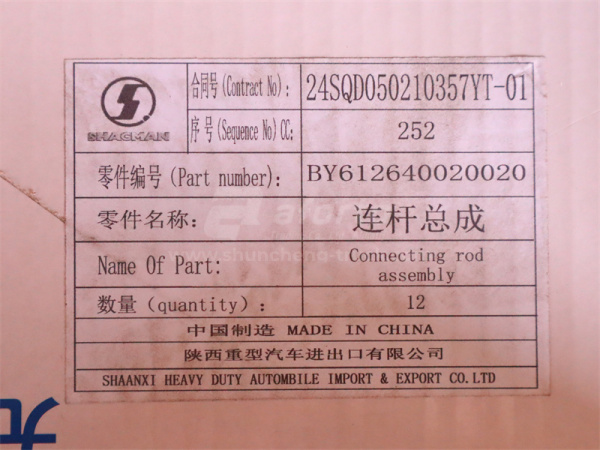 合同号(Contract No): 24SQD050210357YT-01
SHACMAN
序号(Sequence No)CC: 252
零件编号(Part number): BY612640020020
零件名称: 连杆总成
Name Of Part: Connecting rod assembly
数量(quantity): 12
中国制造 MADE IN CHINA
陕西重型汽车进出口有限公司
SHAANXI HEAVY DUTY AUTOMBILE IMPORT & EXPORT CO.LTD